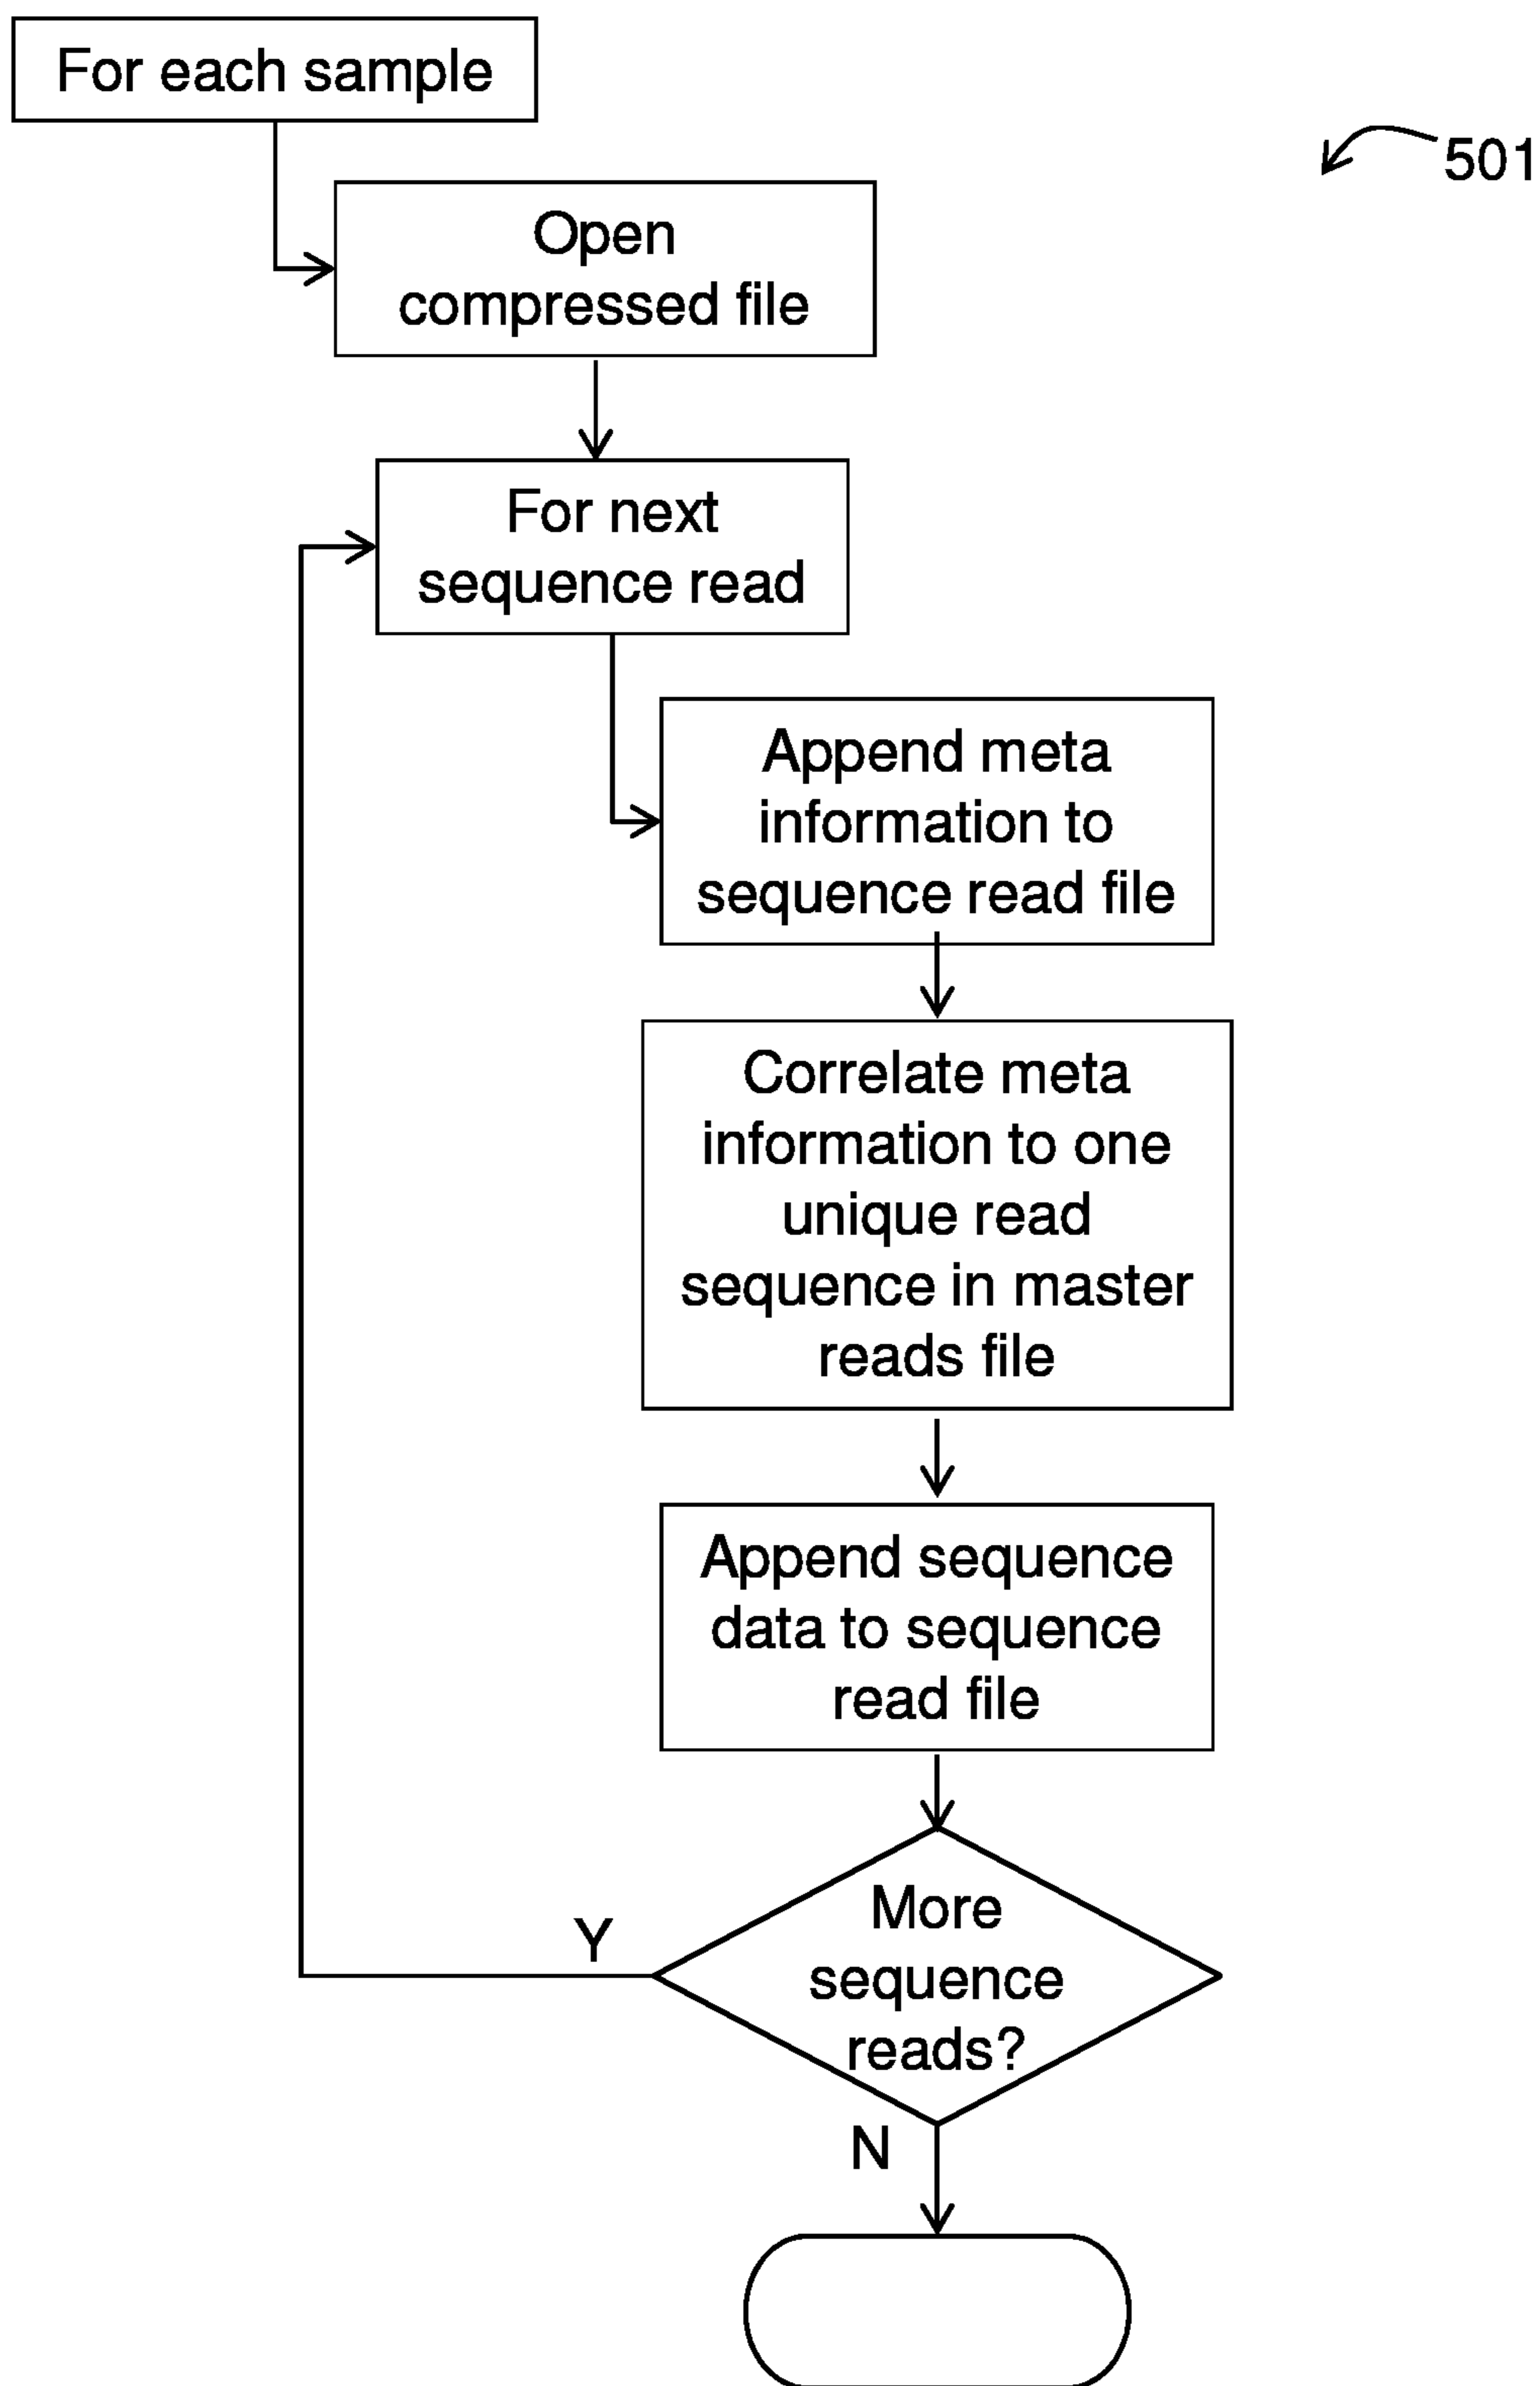 For each sample
501
Open
compressed file
For next
sequence read
Append meta
information to
sequence read file
Correlate meta
information to one
unique read
sequence in master
reads file
Append sequence
data to sequence
read file
More
sequence
reads?
Y
N